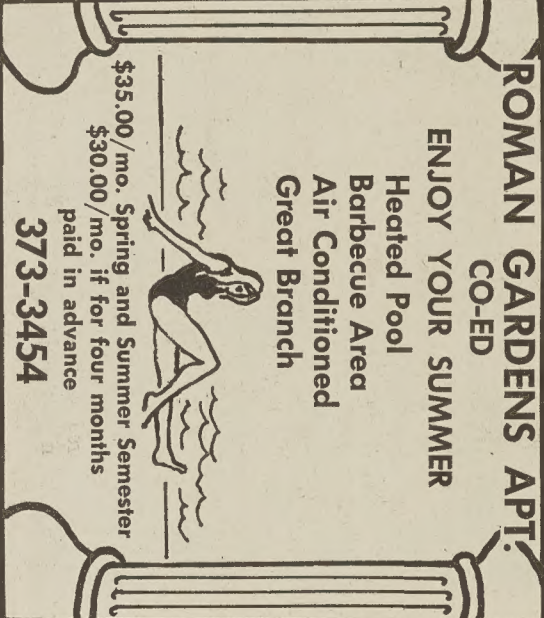 ROMAN GARDENS APT.
CO-ED
ENJOY YOUR SUMMER
Heated Pool
Barbecue Area
Air Conditioned
Great Branch
$35.00/mo. Spring and Summer Semester
$30.00/mo. if for four months
paid in advance
373-3454